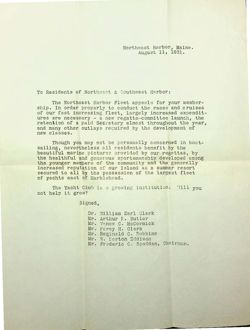 Northeast Harbor, Maine.
August 15, 1931.
To Residents of Northeast & Southeast Harbor:
The Northeast Harbor Fleet appeals for your member-
ship. In order properly to conduct the races and cruises
of our fast increasing fleet, largely increased expendit-
ures are necessary - a new regatta-committee launch, the
retention of a paid Secretary almost throughout the year,
and many other outlays required by the development of
new classes.
Though you may not be personally concerned in boat-
sailing, nevertheless all residents benefit by the
beautiful marine pictures provided by our regattas, by
the healthful and generous sportsmanship developed among
the younger members of the community and the generally
increased reputation of our Island as a summer resort
secured to all by the possession of the largest fleet
of yachts east of Marblehead.
The Yacht Club is a growing institution. Will you
not help it grow?
Signed,
Dr. William Earl Clark
Mr. Arthur P. Butler
Mr. Vance C. McCormick
Mr. Percy H. Clark
Mr. Reginald C. Robbins
Mr. W. Norton
Mr. Frederic C. Chairman.